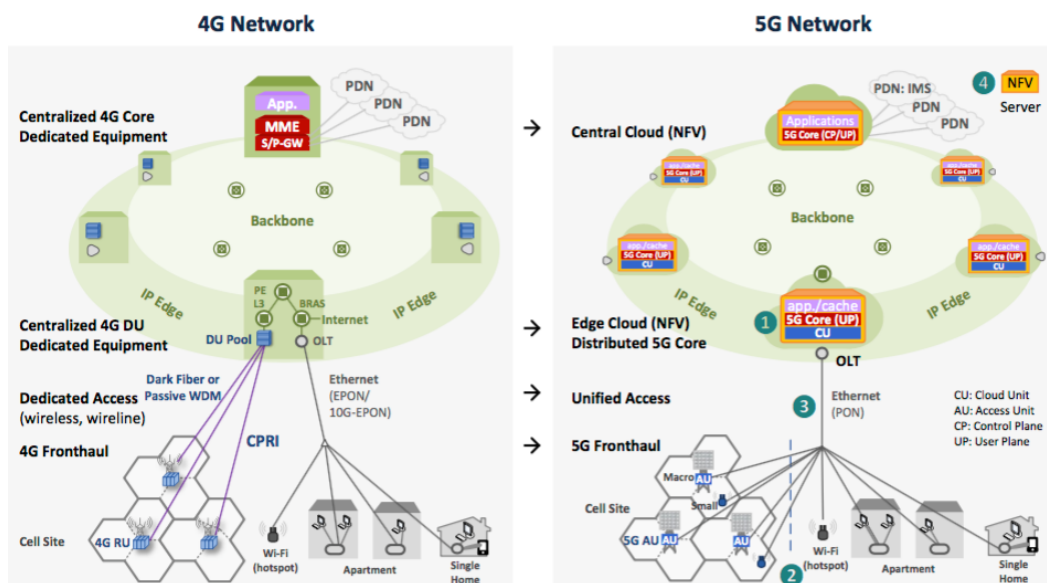 4G Network
PDN
PDN
PDN
App.
MME
S/P-GW
Centralized 4G Core
Dedicated Equipment
Backbone
IP Edge
IP Edge
PE
L3
BRAS
Internet
DU Pool
OLT
Centralized 4G DU
Dedicated Equipment
Dark Fiber or
Passive WDM
Ethernet
(EPON/
10G-EPON)
Dedicated Access
(wireless, wireline)
CPRI
4G Fronthaul
Cell Site
4G RU
Wi-Fi
(hotspot)
Apartment
Single
Home
→
→
→
→
5G Network
PDN: IMS
PDN
PDN
4
NFV
Server
Applications
5G Core (CP/UP)
Central Cloud (NFV)
app./cache
5G Core (UP)
CU
app./cache
5G Core (UP)
CU
Backbone
app./cache
5G Core (UP)
CU
app./cache
5G Core (UP)
CU
IP Edge
IP Edge
1
app./cache
5G Core (UP)
CU
Edge Cloud (NFV)
Distributed 5G Core
OLT
Unified Access
3
Ethernet
(PON)
CU: Cloud Unit
AU: Access Unit
CP: Control Plane
UP: User Plane
5G Fronthaul
Macro
AU
Small
Cell Site
5G AU
AU
AU
2
Wi-Fi
(hotspot)
Apartment
Single
Home